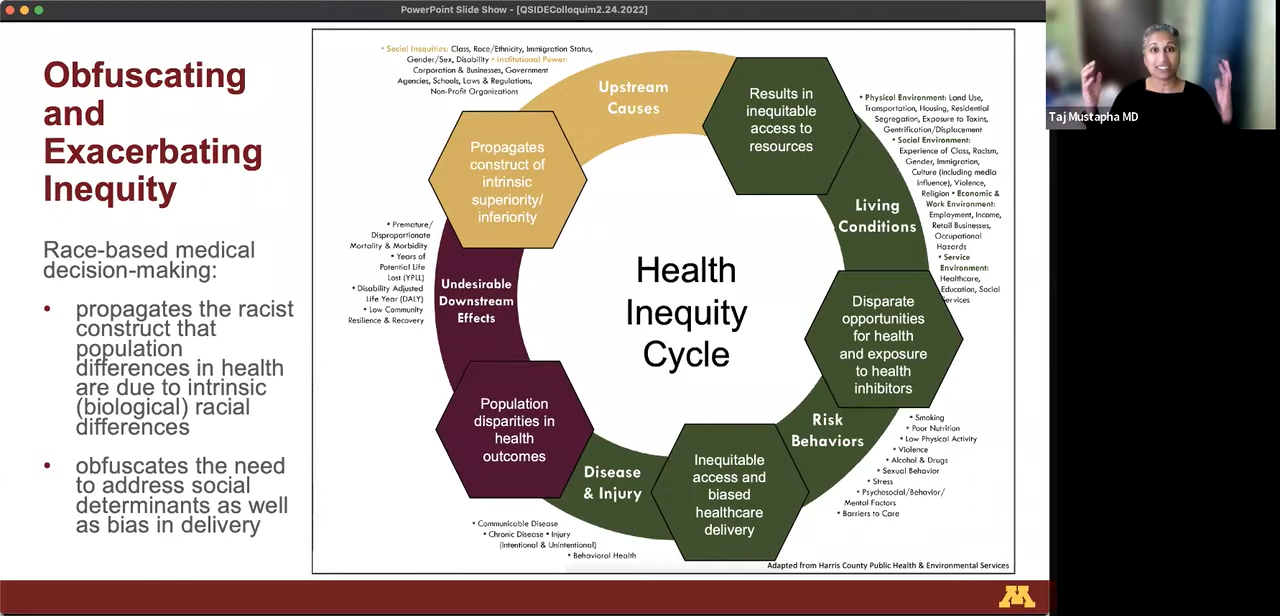 PowerPoint Slide Show - [QSIDEColloquim2.24.2022]
Obfuscating
and
Exacerbating
Inequity
Race-based medical
decision-making:
• propagates the racist
construct that
population
differences in health
are due to intrinsic
(biological) racial
differences
• obfuscates the need
to address social
determinants as well
as bias in delivery
• Social Inequities: Class, Race/Ethnicity, Immigration Status,
Gender/Sex, Disability • Institutional Power:
Corporation & Businesses, Government
Agencies, Schools, Laws & Regulations,
Non-Profit Organizations
Upstream
Causes
Results in
inequitable
access to
resources
• Physical Environment: Land Use,
Transportation, Housing, Residential
Segregation, Exposure to Toxins,
Gentrification/Displacement
• Social Environment:
Experience of Class, Racism,
Gender, Immigration,
Culture (including media
influence), Violence,
Religion • Economic &
Work Environment:
Employment, Income,
Retail Businesses,
Occupational
Hazards
• Service
Environment:
Healthcare,
Education, Social
Services
Living
Conditions
Disparate
opportunities
for health
and exposure
to health
inhibitors
Risk
Behaviors
• Smoking
• Poor Nutrition
• Low Physical Activity
• Violence
• Alcohol & Drugs
• Sexual Behavior
• Stress
• Psychosocial/Behavior/
Mental Factors
• Barriers to Care
Inequitable
access and
biased
healthcare
delivery
Disease
& Injury
• Communicable Disease
• Chronic Disease • Injury
(Intentional & Unintentional)
• Behavioral Health
Population
disparities in
health
outcomes
Undesirable
Downstream
Effects
• Premature/
Disproportionate
Mortality & Morbidity
• Years of
Potential Life
Lost (YPLL)
• Disability Adjusted
Life Year (DALY)
• Low Community
Resilience & Recovery
Propagates
construct of
intrinsic
superiority/
inferiority
Health
Inequity
Cycle
Adapted from Harris County Public Health & Environmental Services
M
Taj Mustapha MD